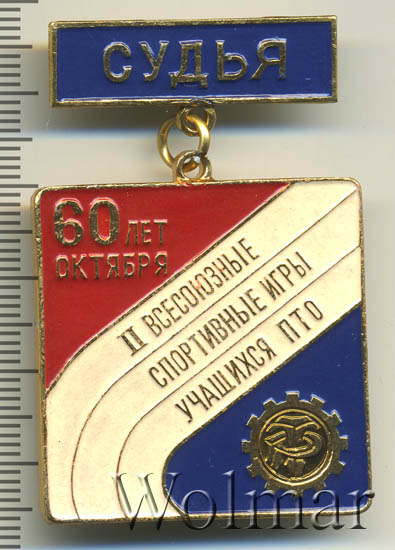 СУДЬЯ
60 ЛЕТ
ОКТЯБРЯ
II ВСЕСОЮЗНЫЕ
СПОРТИВНЫЕ ИГРЫ
УЧАЩИХСЯ ПТО
Wolmar